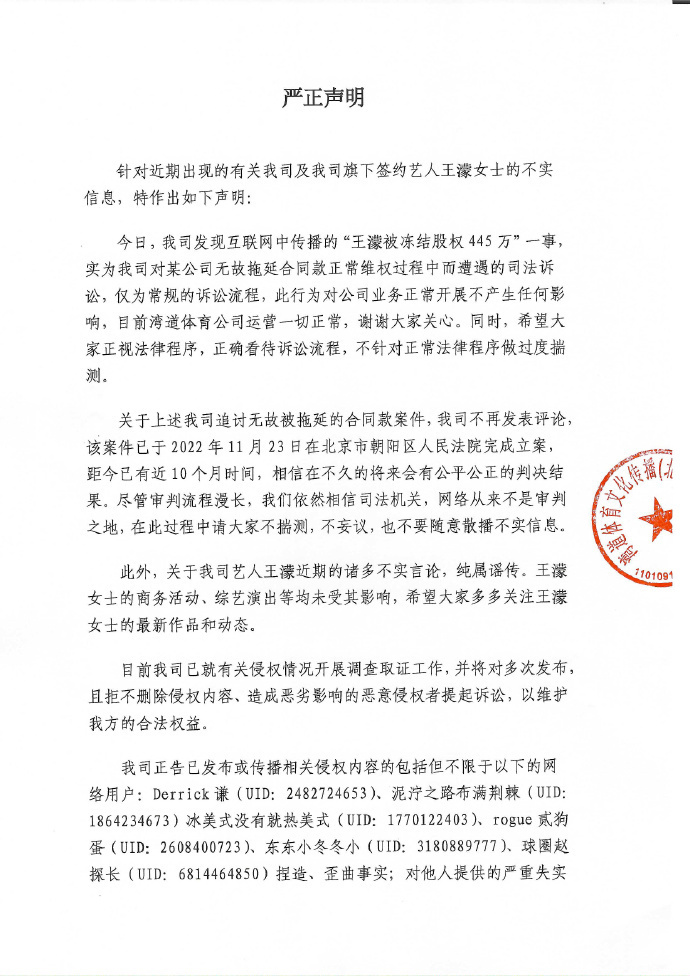 严正声明
针对近期出现的有关我司及我司旗下签约艺人王濛女士的不实
信息，特作出如下声明：
今日，我司发现互联网中传播的“王濛被冻结股权 445 万”一事，
实为我司对某公司无故拖延合同款正常维权过程中而遭遇的司法诉
讼，仅为常规的诉讼流程，此行为对公司业务正常开展不产生任何影
响，目前湾道体育公司运营一切正常，谢谢大家关心。同时，希望大
家正视法律程序，正确看待诉讼流程，不针对正常法律程序做过度揣
测。
关于上述我司追讨无故被拖延的合同款案件，我司不再发表评论，
该案件已于 2022 年 11 月 23 日在北京市朝阳区人民法院完成立案，
距今已有近 10 个月时间，相信在不久的将来会有公平公正的判决结
果。尽管审判流程漫长，我们依然相信司法机关，网络从来不是审判
之地，在此过程中请大家不揣测，不妄议，也不要随意散播不实信息。
此外，关于我司艺人王濛近期的诸多不实言论，纯属谣传。王濛
女士的商务活动、综艺演出等均未受其影响，希望大家多多关注王濛
女士的最新作品和动态。
目前我司已就有关侵权情况开展调查取证工作，并将对多次发布，
且拒不删除侵权内容、造成恶劣影响的恶意侵权者提起诉讼，以维护
我方的合法权益。
我司正告已发布或传播相关侵权内容的包括但不限于以下的网
络用户：Derrick 谦（UID：2482724653）、泥泞之路布满荆棘（UID：
1864234673）冰美式没有就热美式（UID：1770122403）、rogue 贰狗
蛋（UID：2608400723）、东东小冬冬小（UID：3180889777）、球圈赵
探长（UID：6814464850）捏造、歪曲事实；对他人提供的严重失实
湾道体育文化传播（北
1101091